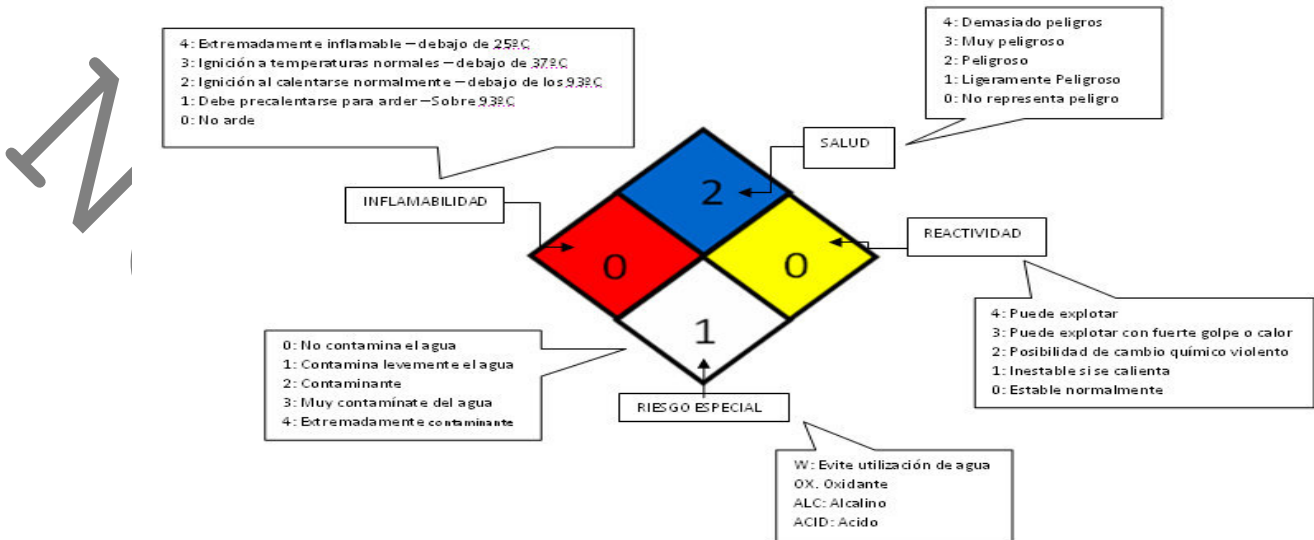 4: Extremadamente inflamable – debajo de 25ºC
3: Ignición a temperaturas normales – debajo de 37ºC
2: Ignición al calentarse normalmente – debajo de los 93ºC
1: Debe precalentarse para arder – Sobre 93ºC
0: No arde
4: Demasiado peligros
3: Muy peligroso
2: Peligroso
1: Ligeramente Peligroso
0: No representa peligro
SALUD
2
INFLAMABILIDAD
REACTIVIDAD
0
0
4: Puede explotar
3: Puede explotar con fuerte golpe o calor
2: Posibilidad de cambio químico violento
1: Inestable si se calienta
0: Estable normalmente
1
0: No contamina el agua
1: Contamina levemente el agua
2: Contaminante
3: Muy contamínate del agua
4: Extremadamente contaminante
RIESGO ESPECIAL
W: Evite utilización de agua
OX. Oxidante
ALC: Alcalino
ACID: Acido